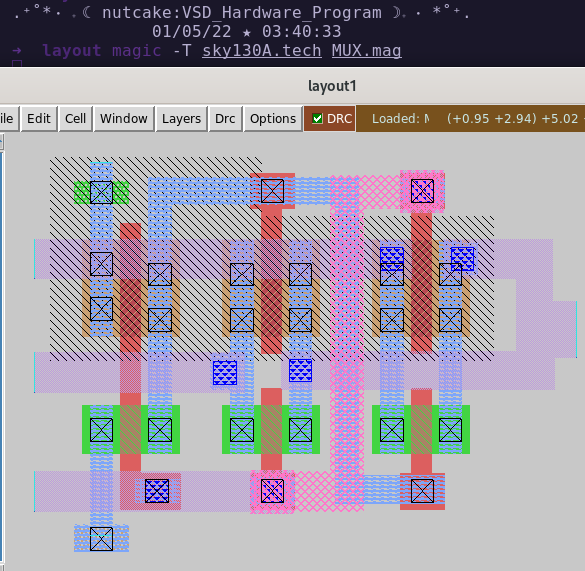 .₊˚*· ˖☾ nutcake:VSD_Hardware_Program ☽₊ · *˚₊.
01/05/22 ★ 03:40:33
→ layout magic -T sky130A.tech MUX.mag
layout1
ile Edit Cell Window Layers Drc Options DRC Loaded: (+0.95 +2.94) +5.02